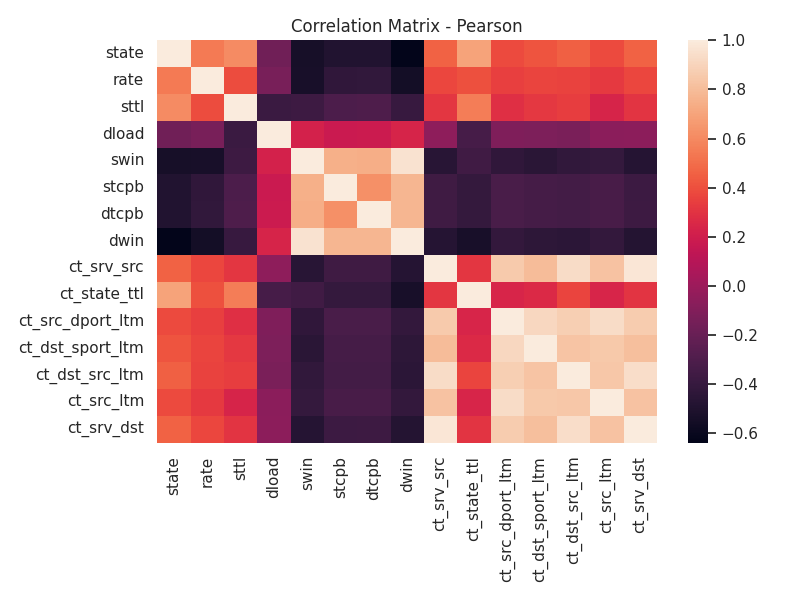 Correlation Matrix - Pearson
state
rate
sttl
dload
swin
stcpb
dtcpb
dwin
ct_srv_src
ct_state_ttl
ct_src_dport_ltm
ct_dst_sport_ltm
ct_dst_src_ltm
ct_src_ltm
ct_srv_dst
state
rate
sttl
dload
swin
stcpb
dtcpb
dwin
ct_srv_src
ct_state_ttl
ct_src_dport_ltm
ct_dst_sport_ltm
ct_dst_src_ltm
ct_src_ltm
ct_srv_dst
1.0
0.8
0.6
0.4
0.2
0.0
−0.2
−0.4
−0.6